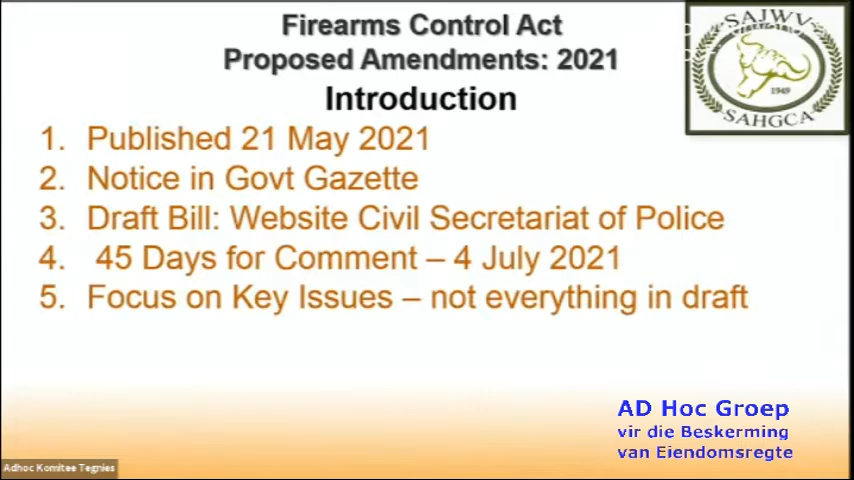 Firearms Control Act
Proposed Amendments: 2021
Introduction
SAJWV
1949
SAHGCA
1. Published 21 May 2021
2. Notice in Govt Gazette
3. Draft Bill: Website Civil Secretariat of Police
4. 45 Days for Comment – 4 July 2021
5. Focus on Key Issues – not everything in draft
AD Hoc Groep
vir die Beskerming
van Eiendomsregte
Adhoc Komitee Tegnies